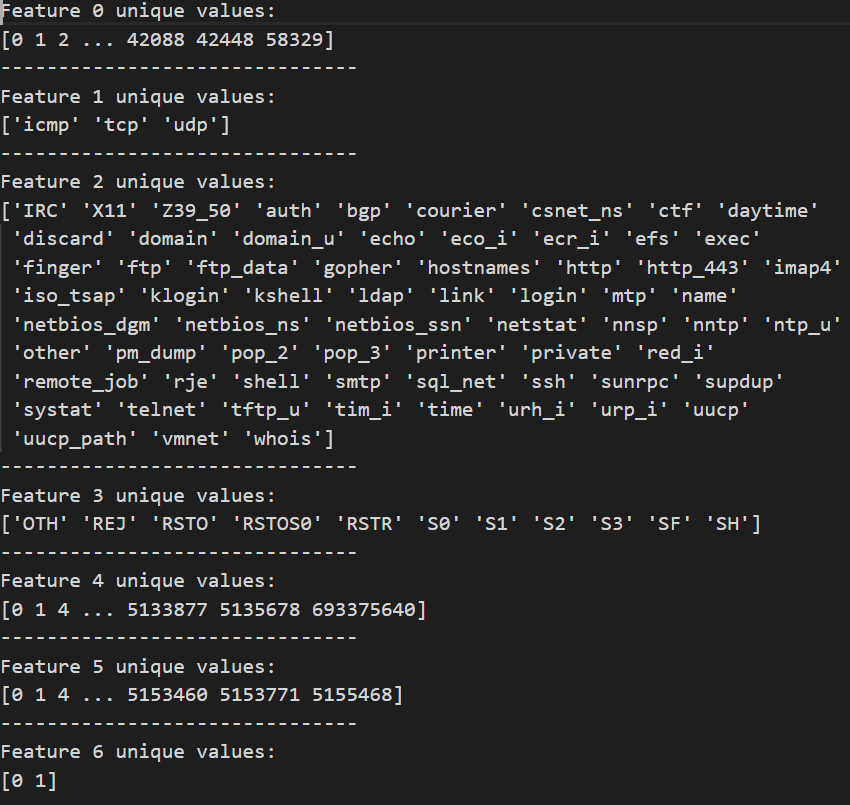 Feature 0 unique values:
[0 1 2 ... 42088 42448 58329]
------------------------------
Feature 1 unique values:
['icmp' 'tcp' 'udp']
------------------------------
Feature 2 unique values:
['IRC' 'X11' 'Z39_50' 'auth' 'bgp' 'courier' 'csnet_ns' 'ctf' 'daytime'
'discard' 'domain' 'domain_u' 'echo' 'eco_i' 'ecr_i' 'efs' 'exec'
'finger' 'ftp' 'ftp_data' 'gopher' 'hostnames' 'http' 'http_443' 'imap4'
'iso_tsap' 'klogin' 'kshell' 'ldap' 'link' 'login' 'mtp' 'name'
'netbios_dgm' 'netbios_ns' 'netbios_ssn' 'netstat' 'nnsp' 'nntp' 'ntp_u'
'other' 'pm_dump' 'pop_2' 'pop_3' 'printer' 'private' 'red_i'
'remote_job' 'rje' 'shell' 'smtp' 'sql_net' 'ssh' 'sunrpc' 'supdup'
'systat' 'telnet' 'tftp_u' 'tim_i' 'time' 'urh_i' 'urp_i' 'uucp'
'uucp_path' 'vmnet' 'whois']
------------------------------
Feature 3 unique values:
['OTH' 'REJ' 'RSTO' 'RSTOS0' 'RSTR' 'S0' 'S1' 'S2' 'S3' 'SF' 'SH']
------------------------------
Feature 4 unique values:
[0 1 4 ... 5133877 5135678 693375640]
------------------------------
Feature 5 unique values:
[0 1 4 ... 5153460 5153771 5155468]
------------------------------
Feature 6 unique values:
[0 1]